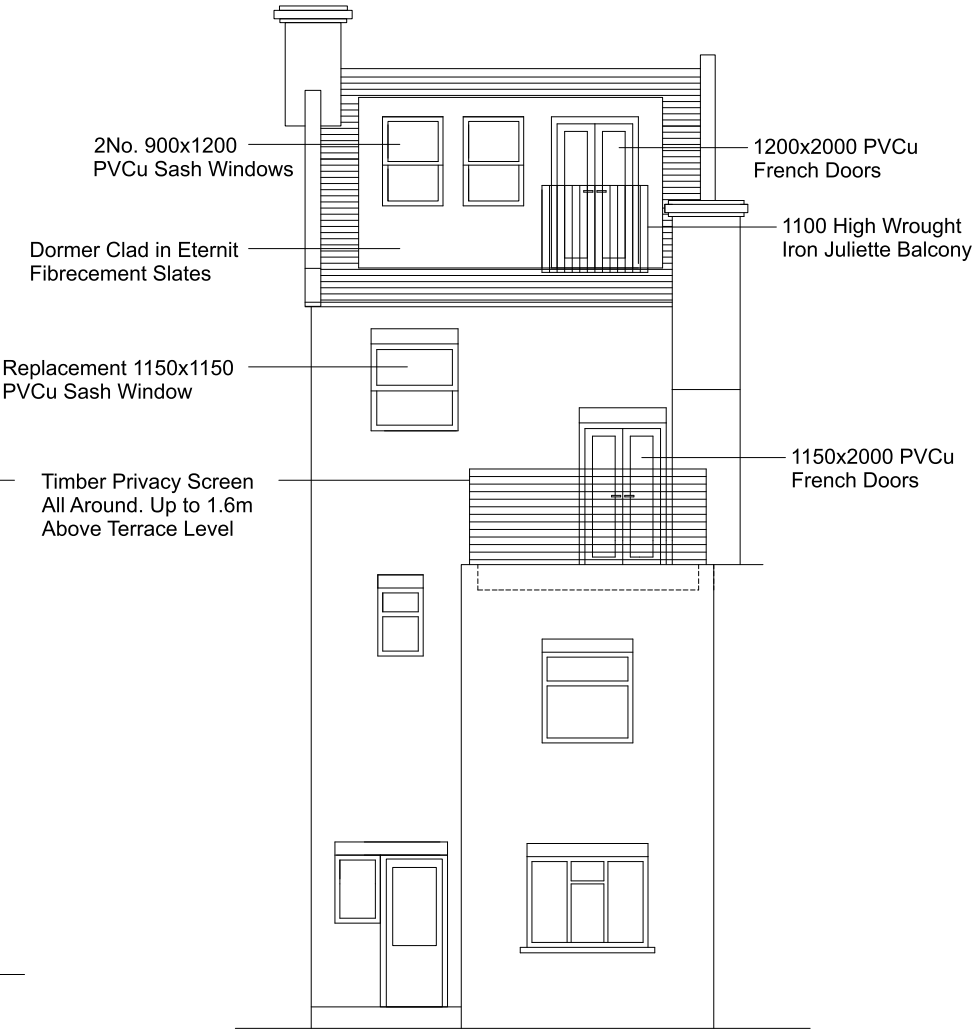 2No. 900x1200
PVCu Sash Windows
1200x2000 PVCu
French Doors
1100 High Wrought
Iron Juliette Balcony
Dormer Clad in Eternit
Fibrecement Slates
Replacement 1150x1150
PVCu Sash Window
1150x2000 PVCu
French Doors
Timber Privacy Screen
All Around. Up to 1.6m
Above Terrace Level